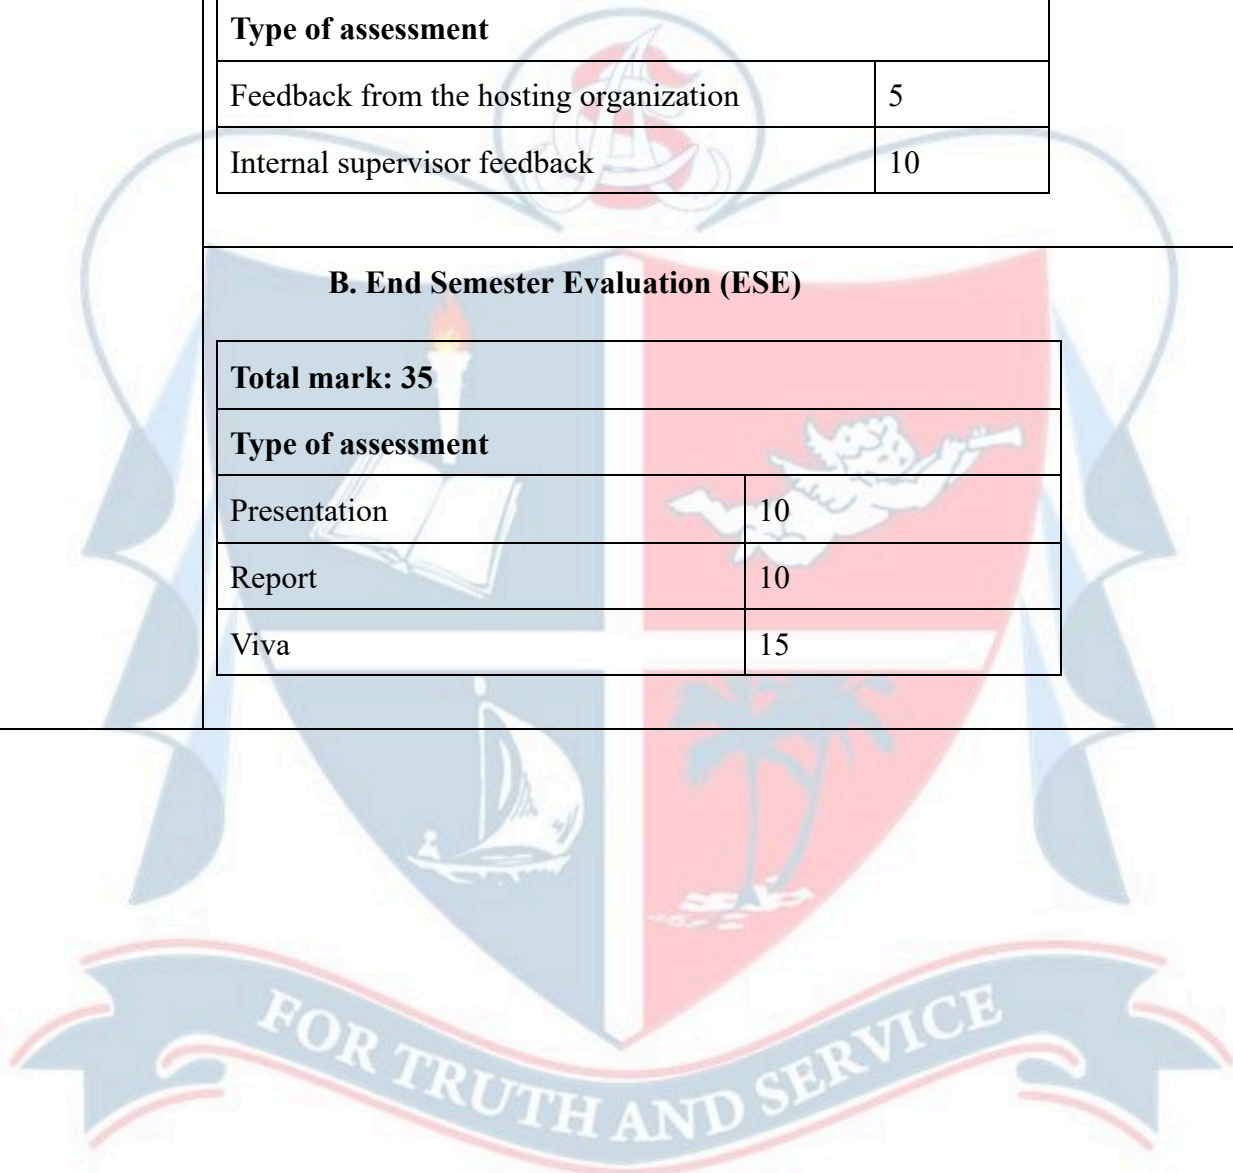 Type of assessment
Feedback from the hosting organization 5
Internal supervisor feedback 10
B. End Semester Evaluation (ESE)
Total mark: 35
Type of assessment
Presentation 10
Report 10
Viva 15
FOR TRUTH AND SERVICE